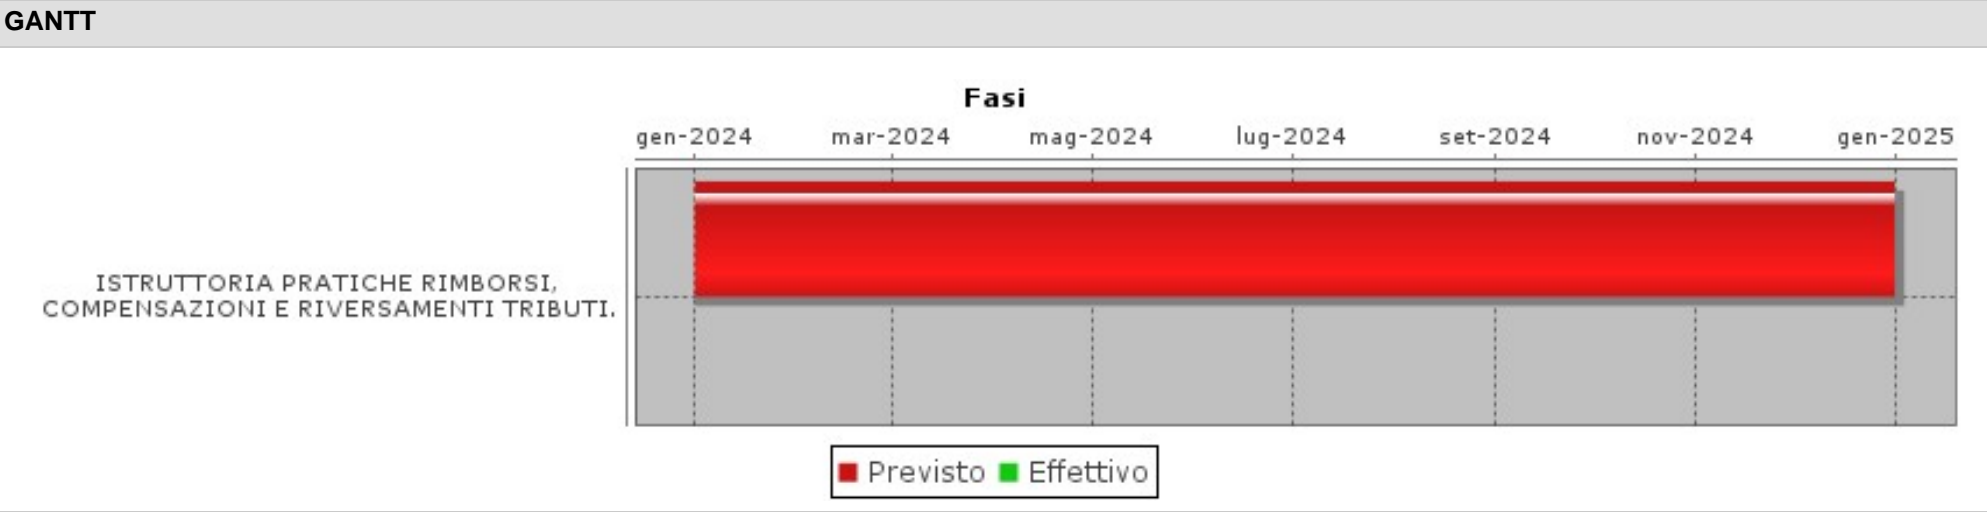 GANTT
Fasi
gen-2024 mar-2024 mag-2024 lug-2024 set-2024 nov-2024 gen-2025
ISTRUTTORIA PRATICHE RIMBORSI,
COMPENSAZIONI E RIVERSAMENTI TRIBUTI.
Previsto Effettivo